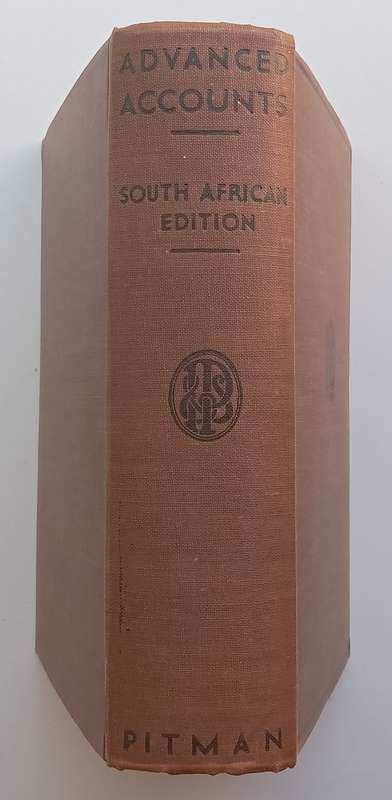 ADVANCED
ACCOUNTS
SOUTH AFRICAN
EDITION
PITMAN